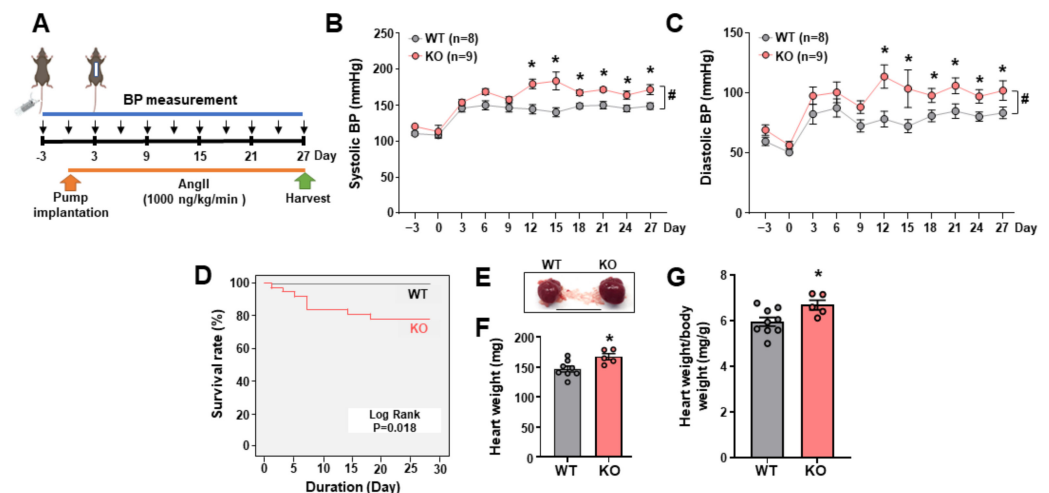 A
BP measurement
-3 3 9 15 21 27 Day
AngII
(1000 ng/kg/min )
Pump
implantation
Harvest
B
WT (n=8)
KO (n=9)
Systolic BP (mmHg)
250
200
150
100
50
0
* * * * * *
#
−3 0 3 6 9 12 15 18 21 24 27 Day
C
WT (n=8)
KO (n=9)
Diastolic BP (mmHg)
150
100
50
0
* * * * * *
#
−3 0 3 6 9 12 15 18 21 24 27 Day
D
Survival rate (%)
100
80
60
40
20
0
WT
KO
Log Rank
P=0.018
0 5 10 15 20 25 30
Duration (Day)
E
WT KO
F
Heart weight (mg)
200
150
100
150
0
*
WT KO
G
Heart weight/body
weight (mg/g)
8
6
4
2
0
*
WT KO